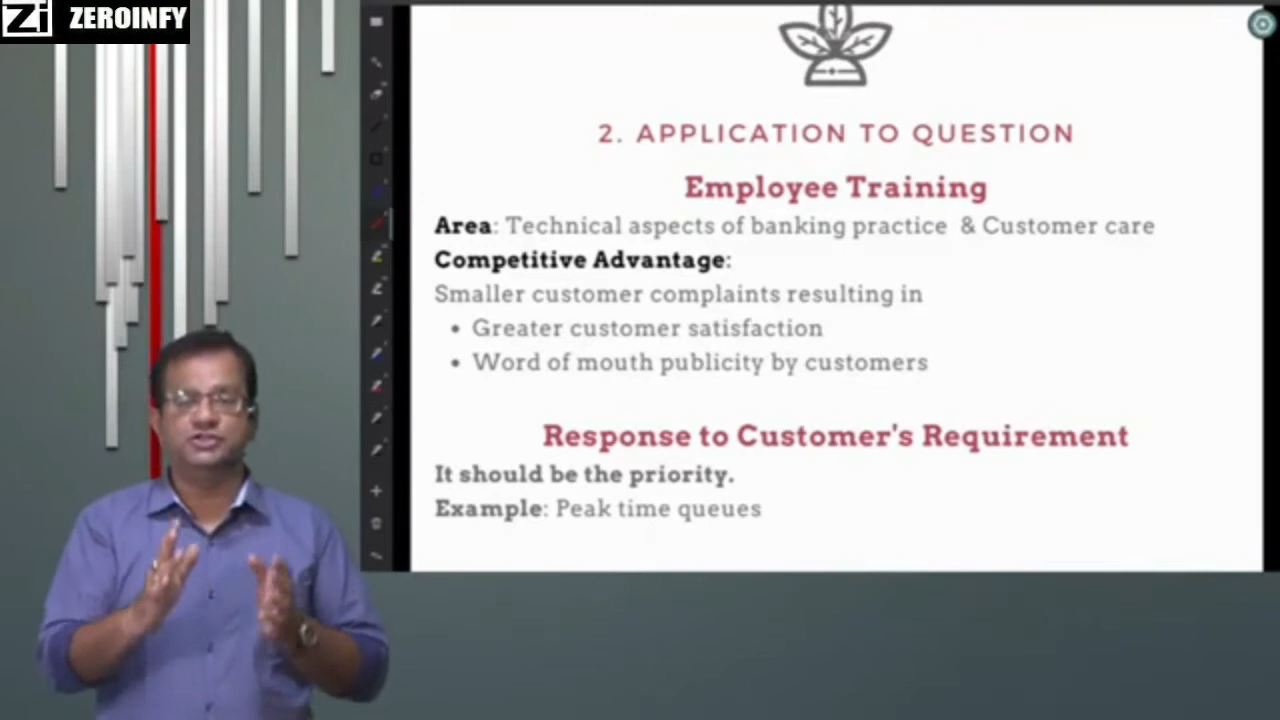 Zi ZEROINFY
2. APPLICATION TO QUESTION
Employee Training
Area: Technical aspects of banking practice & Customer care
Competitive Advantage:
Smaller customer complaints resulting in
• Greater customer satisfaction
• Word of mouth publicity by customers
Response to Customer's Requirement
It should be the priority.
Example: Peak time queues